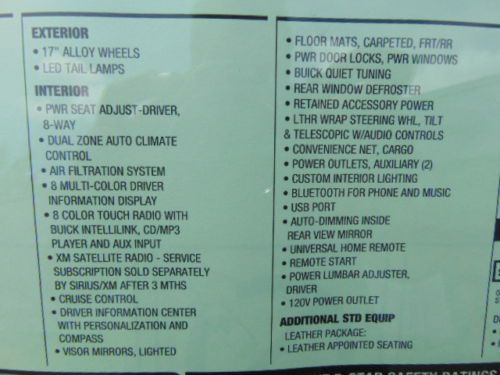 EXTERIOR
• 17" ALLOY WHEELS
• LED TAIL LAMPS
INTERIOR
• PWR SEAT ADJUST-DRIVER,
8-WAY
• DUAL ZONE AUTO CLIMATE
CONTROL
• AIR FILTRATION SYSTEM
• 8 MULTI-COLOR DRIVER
INFORMATION DISPLAY
• 8 COLOR TOUCH RADIO WITH
BUICK INTELLILINK, CD/MP3
PLAYER AND AUX INPUT
• XM SATELLITE RADIO - SERVICE
SUBSCRIPTION SOLD SEPARATELY
BY SIRIUS/XM AFTER 3 MTHS
• CRUISE CONTROL
• DRIVER INFORMATION CENTER
WITH PERSONALIZATION AND
COMPASS
• VISOR MIRRORS, LIGHTED
• FLOOR MATS, CARPETED, FRT/RR
• PWR DOOR LOCKS, PWR WINDOWS
• BUICK QUIET TUNING
• REAR WINDOW DEFROSTER
• RETAINED ACCESSORY POWER
• LTHR WRAP STEERING WHL, TILT
& TELESCOPIC W/AUDIO CONTROLS
• CONVENIENCE NET, CARGO
• POWER OUTLETS, AUXILIARY (2)
• CUSTOM INTERIOR LIGHTING
• BLUETOOTH FOR PHONE AND MUSIC
• USB PORT
• AUTO-DIMMING INSIDE
REAR VIEW MIRROR
• UNIVERSAL HOME REMOTE
• REMOTE START
• POWER LUMBAR ADJUSTER,
DRIVER
• 120V POWER OUTLET
ADDITIONAL STD EQUIP
LEATHER PACKAGE:
• LEATHER APPOINTED SEATING
STAR SAFETY RATINGS